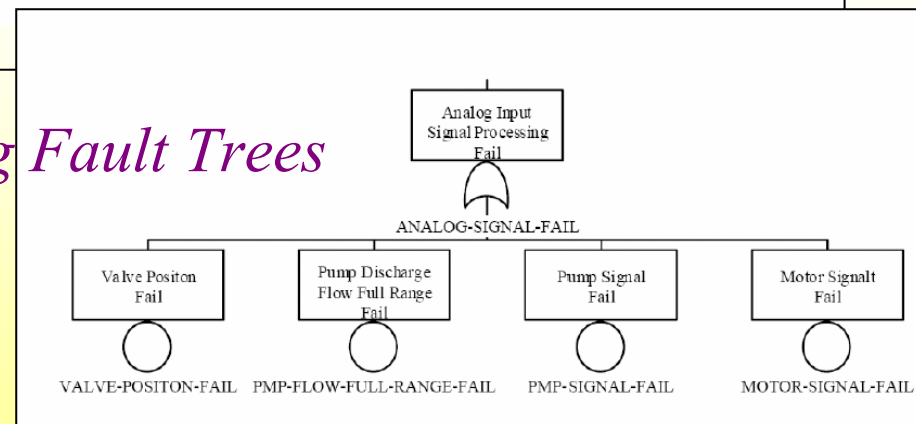 g Fault Trees
Analog Input
Signal Processing
Fail
ANALOG-SIGNAL-FAIL
Valve Positon
Fail
Pump Discharge
Flow Full Range
Fail
Pump Signal
Fail
Motor Signalt
Fail
VALVE-POSITON-FAIL
PMP-FLOW-FULL-RANGE-FAIL
PMP-SIGNAL-FAIL
MOTOR-SIGNAL-FAIL